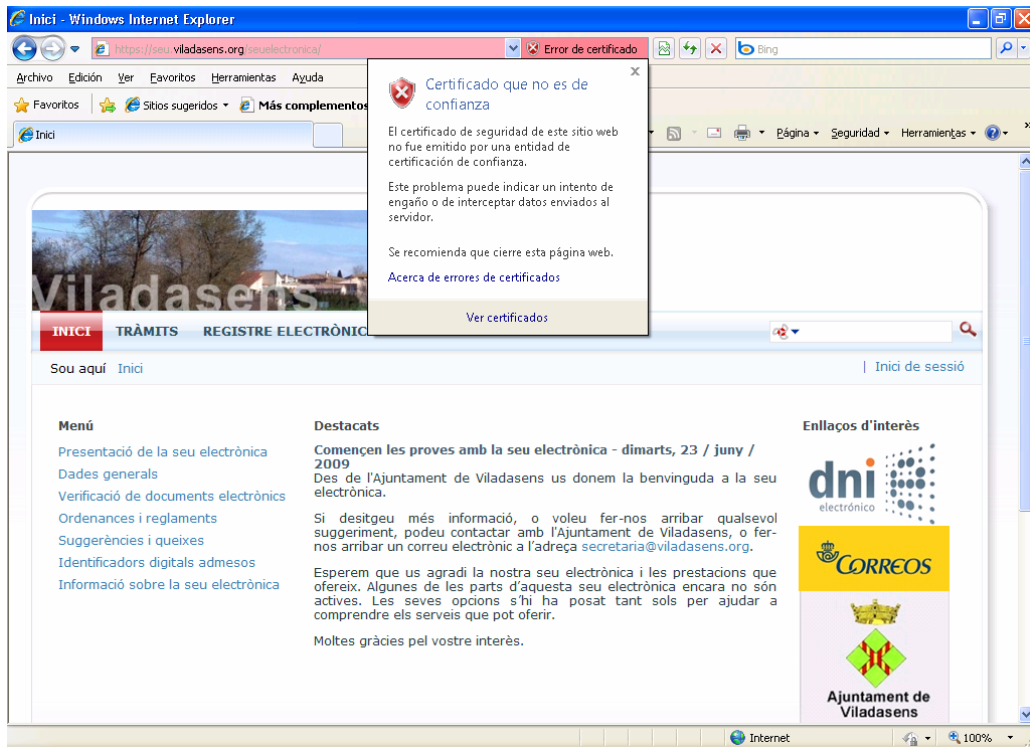 Inici - Windows Internet Explorer
https://seu.viladasens.org/seuelectronica/
Error de certificado
Bing
Archivo Edición Ver Favoritos Herramientas Ayuda
Favoritos Sitios sugeridos Más complementos
Inici
Página Seguridad Herramientas
Certificado que no es de
confianza
El certificado de seguridad de este sitio web
no fue emitido por una entidad de
certificación de confianza.
Este problema puede indicar un intento de
engaño o de interceptar datos enviados al
servidor.
Se recomienda que cierre esta página web.
Acerca de errores de certificados
Ver certificados
Viladasens
INICI TRÀMITS REGISTRE ELECTRÒNIC
Sou aquí Inici
| Inici de sessió
Menú
Presentació de la seu electrònica
Dades generals
Verificació de documents electrònics
Ordenances i reglaments
Suggerències i queixes
Identificadors digitals admesos
Informació sobre la seu electrònica
Destacats
Començen les proves amb la seu electrònica - dimarts, 23 / juny /
2009
Des de l'Ajuntament de Viladasens us donem la benvinguda a la seu
electrònica.
Si desitgeu més informació, o voleu fer-nos arribar qualsevol
suggeriment, podeu contactar amb l'Ajuntament de Viladasens, o fer-
nos arribar un correu electrònic a l'adreça secretaria@viladasens.org.
Esperem que us agradi la nostra seu electrònica i les prestacions que
ofereix. Algunes de les parts d'aquesta seu electrònica encara no són
actives. Les seves opcions s'hi ha posat tant sols per ajudar a
comprendre els serveis que pot oferir.
Moltes gràcies pel vostre interès.
Enllaços d'interès
dni
electrónico
CORREOS
Ajuntament de
Viladasens
Internet
100%